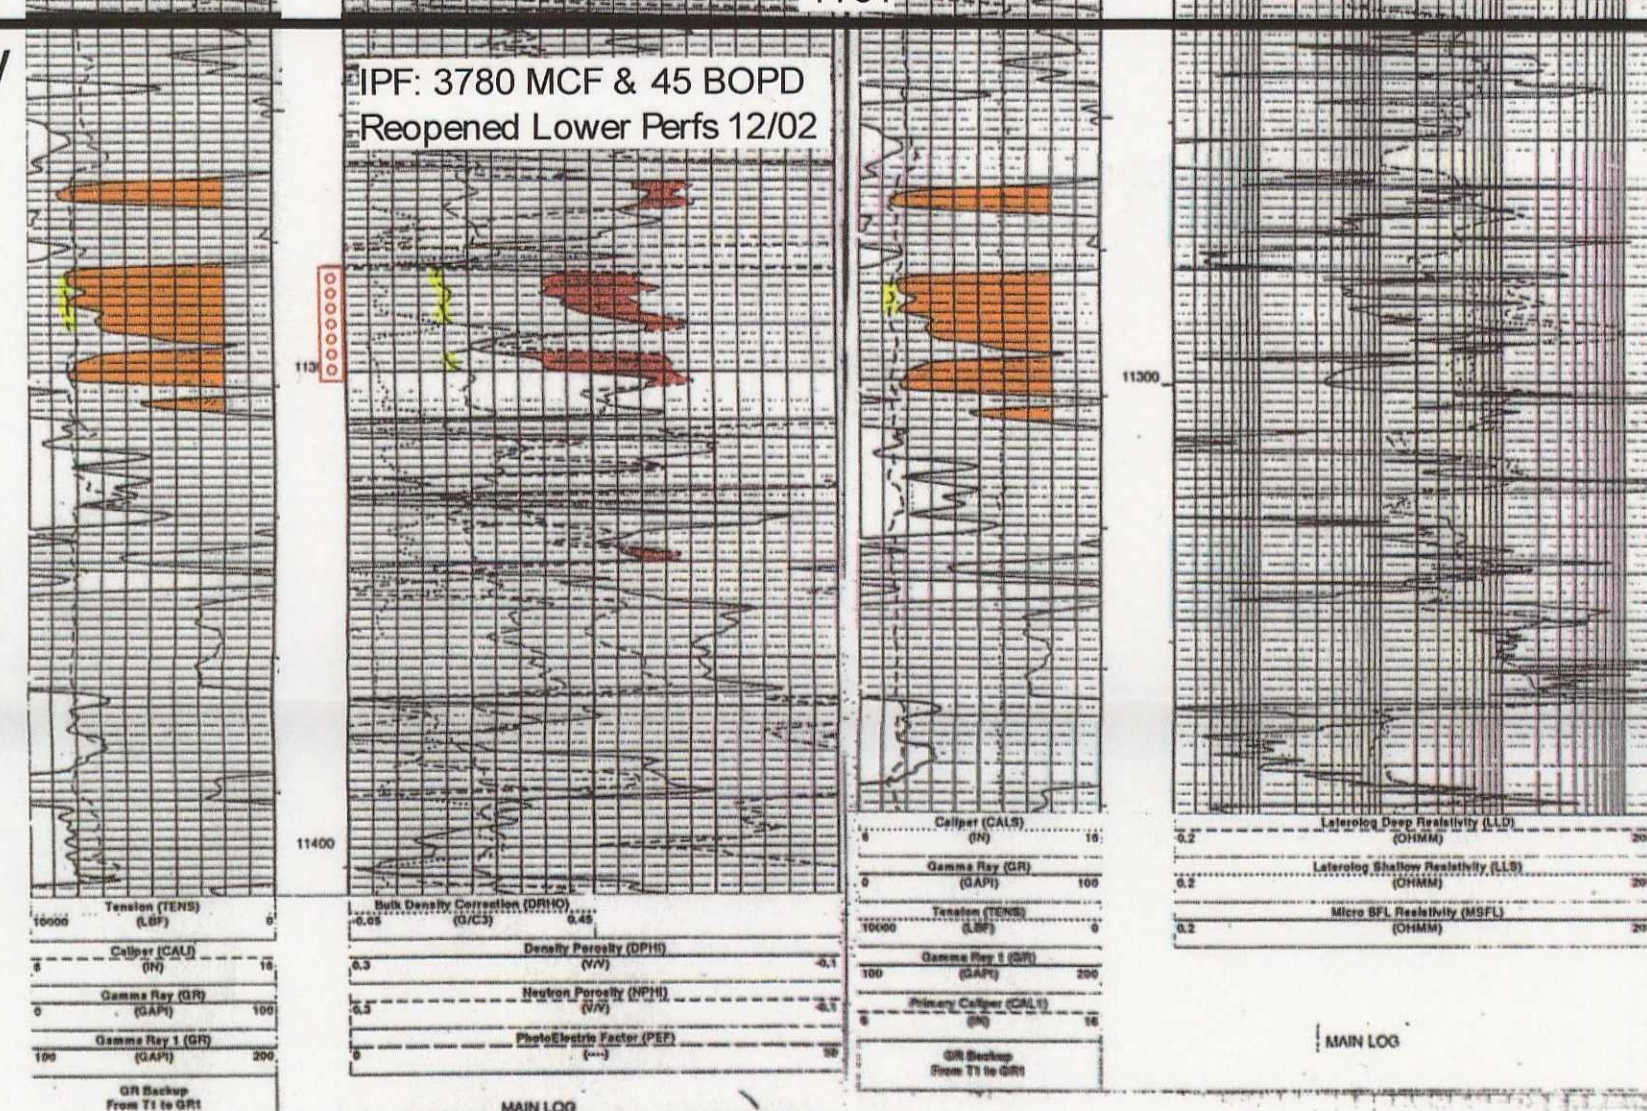 IPF: 3780 MCF & 45 BOPD
Reopened Lower Perfs 12/02
1130
11300
11400
Tension (TENS)
10000 (LBF) 0
Caliper (CALI)
6 (IN) 16
Gamma Ray (GR)
0 (GAPI) 100
Gamma Ray 1 (GR)
100 (GAPI) 200
GR Backup
From T1 to GR1
Bulk Density Correction (DRHO)
-0.05 (G/C3) 0.45
Density Porosity (DPHI)
0.3 (V/V) -0.1
Neutron Porosity (NPHI)
0.3 (V/V) -0.1
PhotoElectric Factor (PEF)
0 (----)
MAIN LOG
Caliper (CALS)
6 (IN) 16
Gamma Ray (GR)
0 (GAPI) 100
Tension (TENS)
10000 (LBF) 0
Gamma Ray 1 (GR)
100 (GAPI) 200
Primary Caliper (CAL1)
6 (IN) 16
GR Backup
From T1 to GR1
Laterolog Deep Resistivity (LLD)
0.2 (OHMM) 20
Laterolog Shallow Resistivity (LLS)
0.2 (OHMM) 20
Micro SFL Resistivity (MSFL)
0.2 (OHMM) 20
MAIN LOG